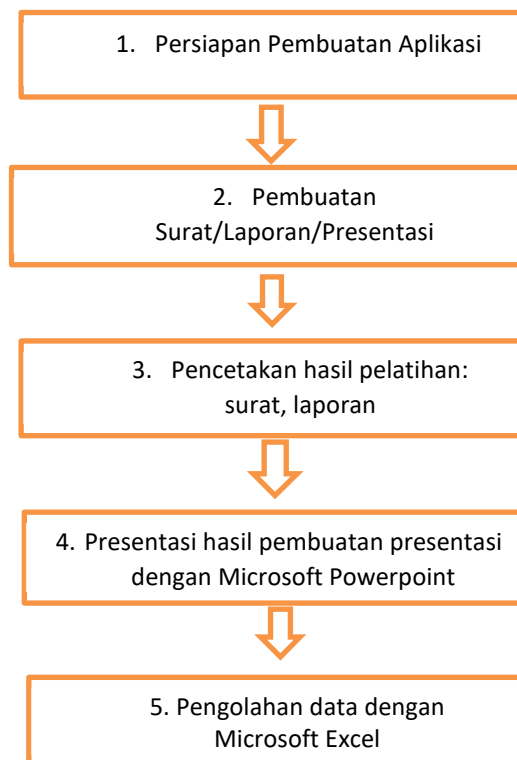 1. Persiapan Pembuatan Aplikasi
2. Pembuatan
Surat/Laporan/Presentasi
3. Pencetakan hasil pelatihan:
surat, laporan
4. Presentasi hasil pembuatan presentasi
dengan Microsoft Powerpoint
5. Pengolahan data dengan
Microsoft Excel